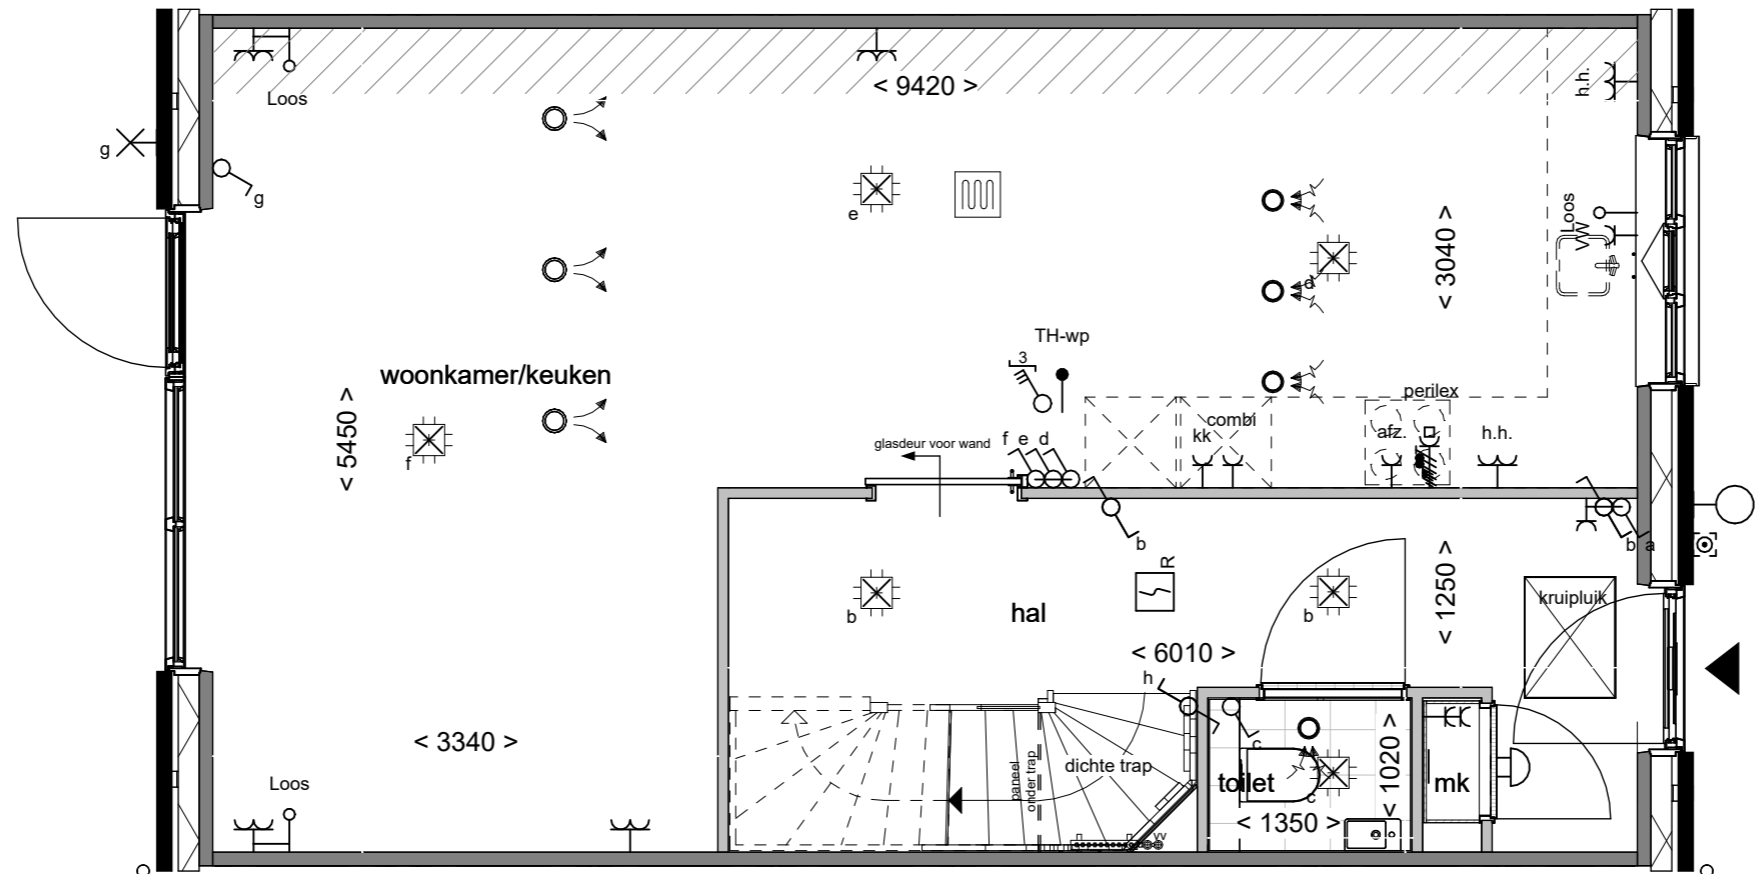 < 9420 >
Loos
h.h.
g
g
e
Loos
VW
d
< 3040 >
TH-wp
3
woonkamer/keuken
perilex
combi
kk
afz.
h.h.
< 5450 >
glasdeur voor wand
f e d
f
b
b a
R
< 1250 >
kruipluik
b
hal
b
< 6010 >
h
c
< 3340 >
dichte trap
paneel
onder trap
toilet
c
< 1020 >
mk
Loos
< 1350 >
vv